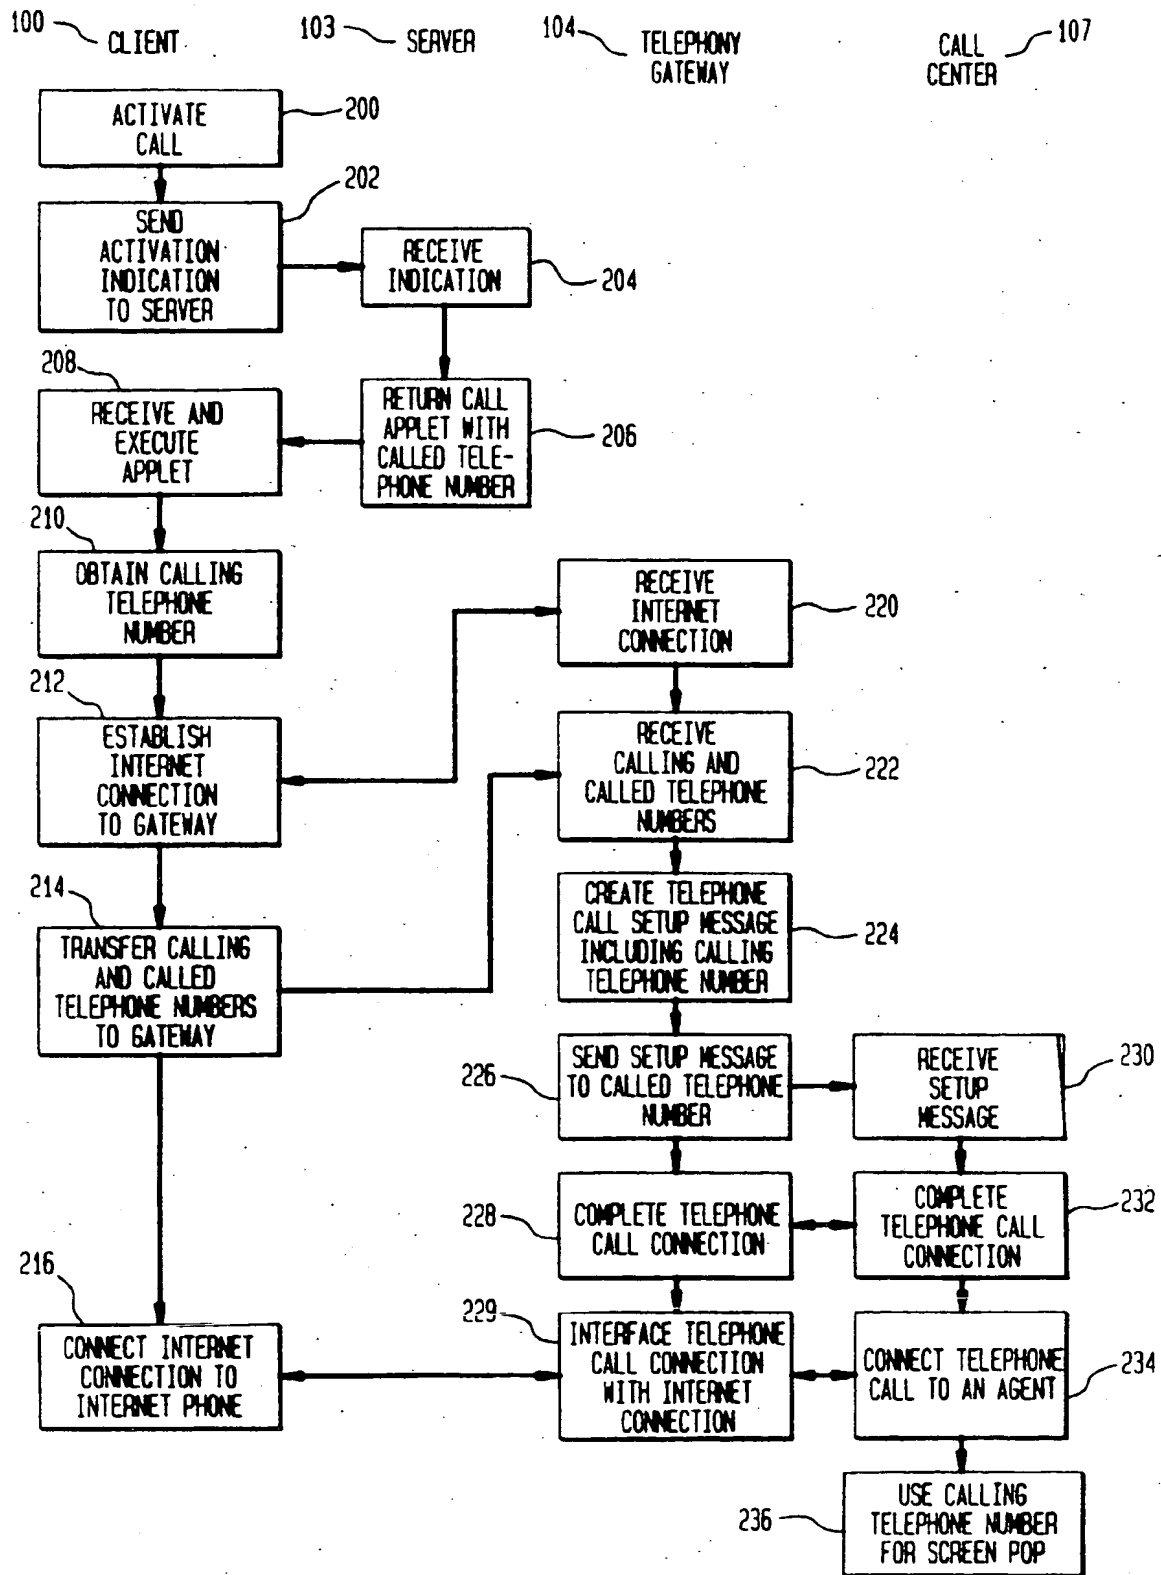 100
CLIENT
103
SERVER
104
TELEPHONY
GATEWAY
CALL
CENTER
107
ACTIVATE
CALL
200
SEND
ACTIVATION
INDICATION
TO SERVER
202
RECEIVE
INDICATION
204
208
RECEIVE AND
EXECUTE
APPLET
RETURN CALL
APPLET WITH
CALLED TELE-
PHONE NUMBER
206
210
OBTAIN CALLING
TELEPHONE
NUMBER
RECEIVE
INTERNET
CONNECTION
220
212
ESTABLISH
INTERNET
CONNECTION
TO GATEWAY
RECEIVE
CALLING AND
CALLED TELEPHONE
NUMBERS
222
214
TRANSFER CALLING
AND CALLED
TELEPHONE NUMBERS
TO GATEWAY
CREATE TELEPHONE
CALL SETUP MESSAGE
INCLUDING CALLING
TELEPHONE NUMBER
224
226
SEND SETUP MESSAGE
TO CALLED TELEPHONE
NUMBER
RECEIVE
SETUP
MESSAGE
230
228
COMPLETE TELEPHONE
CALL CONNECTION
COMPLETE
TELEPHONE CALL
CONNECTION
232
216
CONNECT INTERNET
CONNECTION TO
INTERNET PHONE
229
INTERFACE TELEPHONE
CALL CONNECTION
WITH INTERNET
CONNECTION
CONNECT TELEPHONE
CALL TO AN AGENT
234
236
USE CALLING
TELEPHONE NUMBER
FOR SCREEN POP